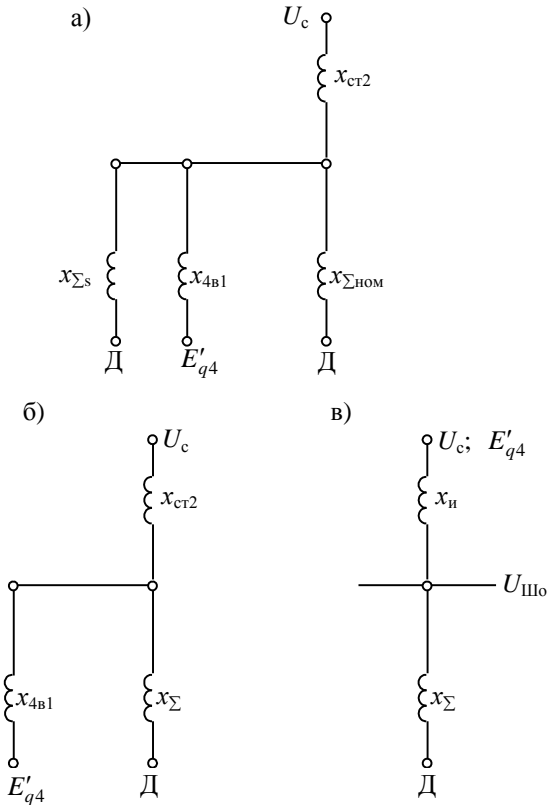 а)
U_с
x_ст2
x_Σs
x_4в1
x_Σном
Д
E′_q4
Д
б)
U_с
x_ст2
x_4в1
x_Σ
E′_q4
Д
в)
U_с; E′_q4
x_и
U_Шо
x_Σ
Д